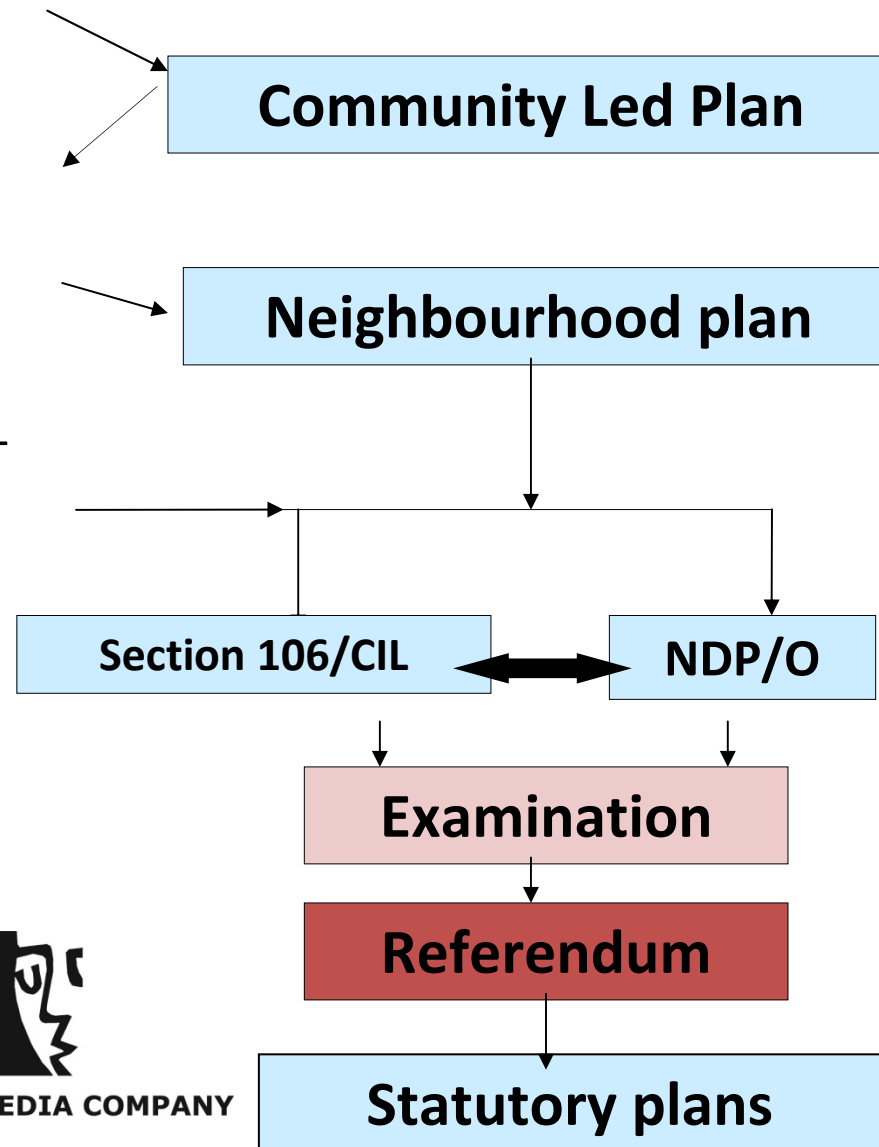 Community Led Plan
Neighbourhood plan
Section 106/CIL
NDP/O
Examination
Referendum
EDIA COMPANY
Statutory plans